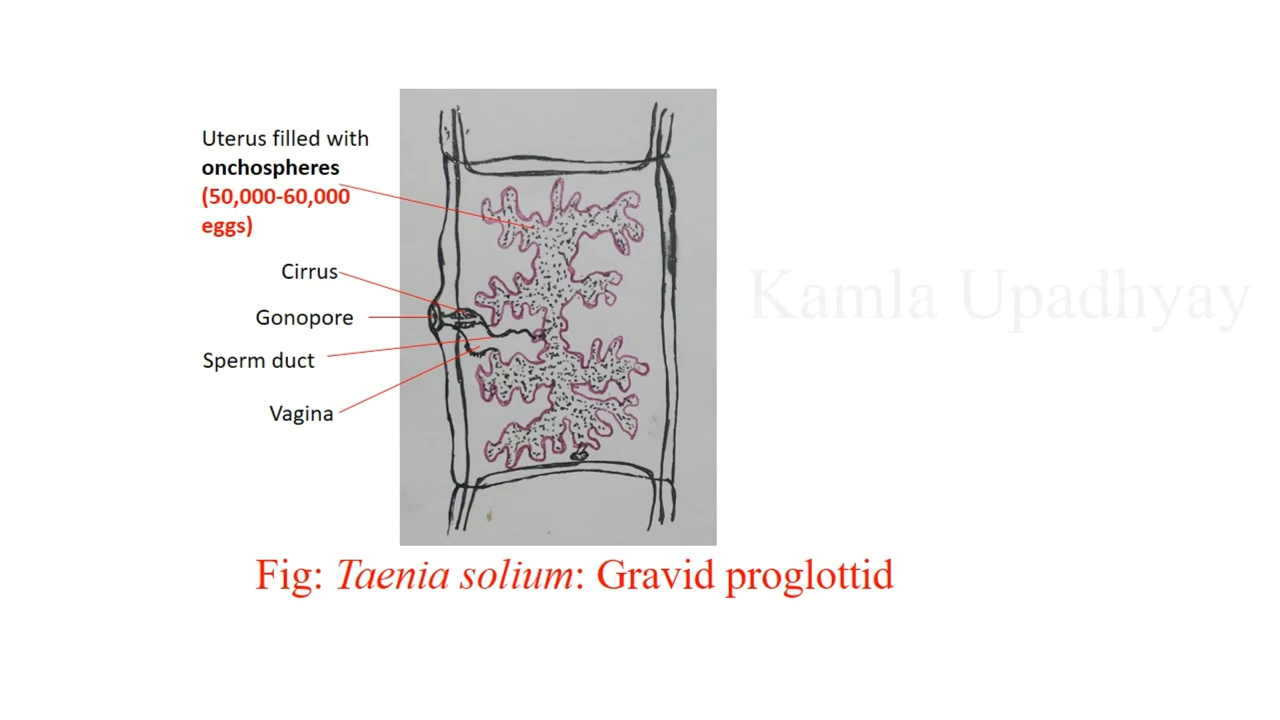 Uterus filled with
onchospheres
(50,000-60,000
eggs)
Cirrus
Gonopore
Sperm duct
Vagina
Kamla Upadhyay
Fig: Taenia solium: Gravid proglottid